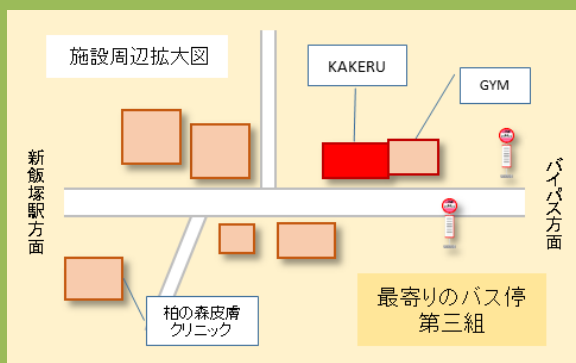 施設周辺拡大図
KAKERU
GYM
新飯塚駅方面
バイパス方面
柏の森皮膚
クリニック
最寄りのバス停
第三組